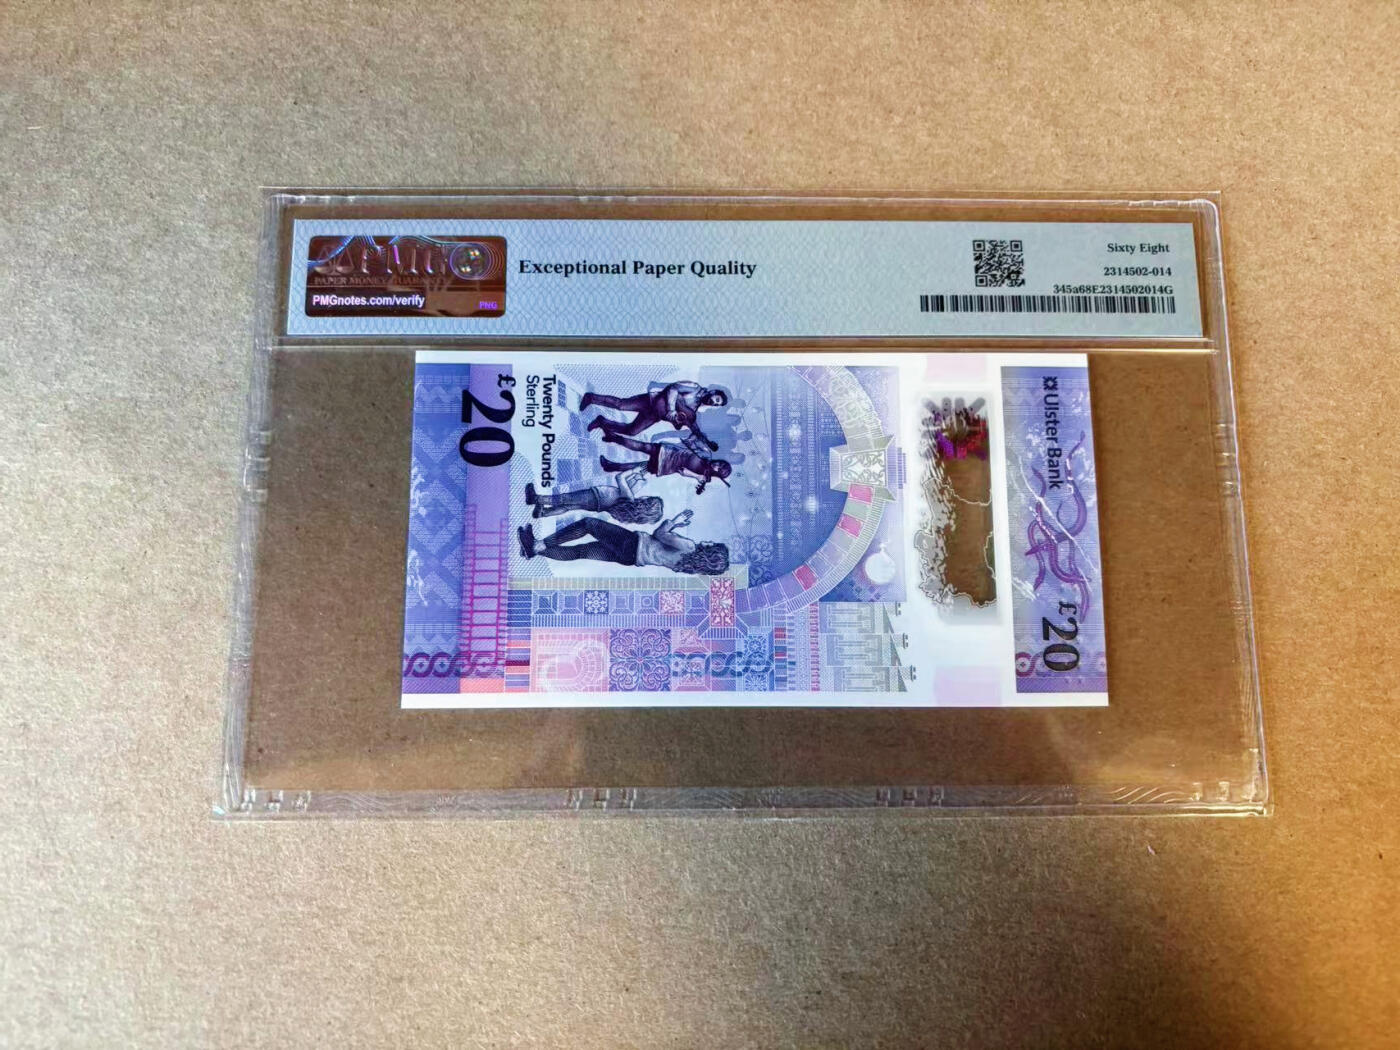 PMG
PAPER MONEY GUARANTY
PMGnotes.com/verify
PNG
Exceptional Paper Quality
Sixty Eight
2314502-014
345a68E2314502014G
£20
Twenty Pounds
Sterling
Ulster Bank
£20